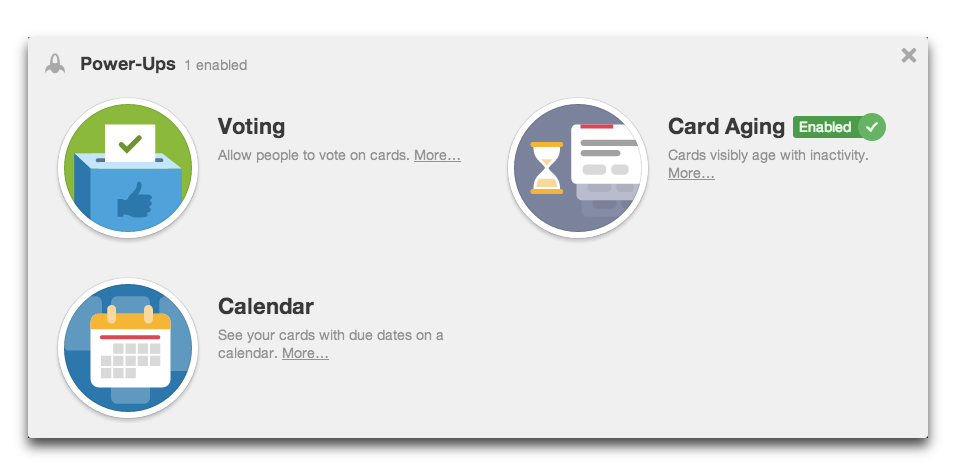 Power-Ups 1 enabled
Voting
Allow people to vote on cards. More…
Card Aging Enabled
Cards visibly age with inactivity.
More…
Calendar
See your cards with due dates on a
calendar. More…